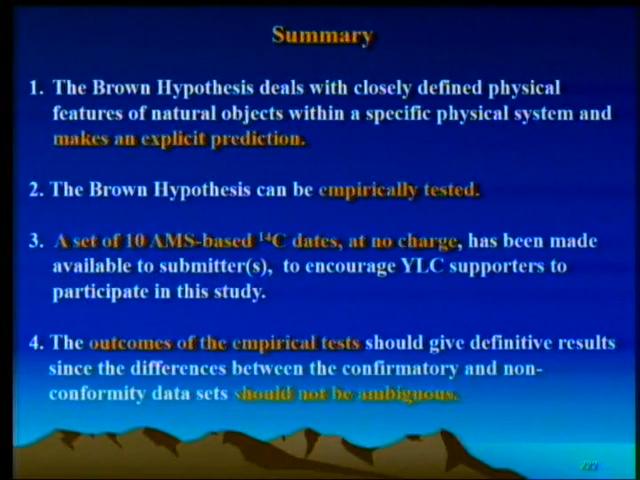 Summary
1. The Brown Hypothesis deals with closely defined physical
features of natural objects within a specific physical system and
makes an explicit prediction.
2. The Brown Hypothesis can be empirically tested.
3. A set of 10 AMS-based ¹⁴C dates, at no charge, has been made
available to submitter(s), to encourage YLC supporters to
participate in this study.
4. The outcomes of the empirical tests should give definitive results
since the differences between the confirmatory and non-
conformity data sets should not be ambiguous.